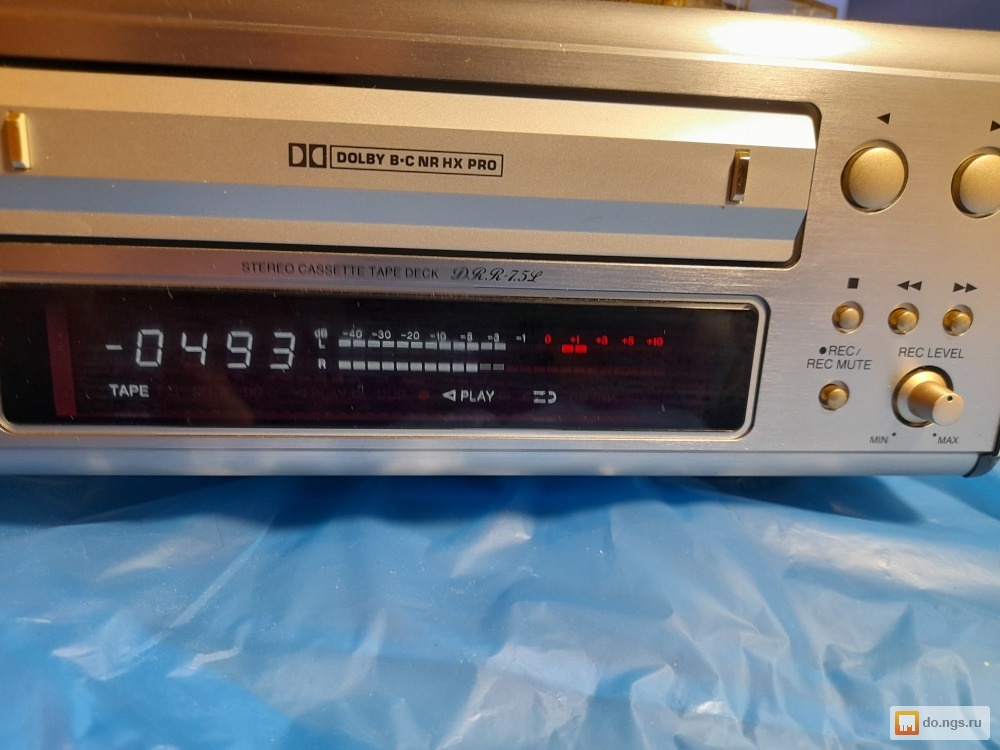 DOLBY B·C NR HX PRO
STEREO CASSETTE TAPE DECK DRR-7.5L
-0493
dB -40 -30 -20 -10 -6 -3 -1 0 +1 +3 +6 +10
L
R
TAPE
PLAY
REC/
REC MUTE
REC LEVEL
MIN MAX
do.ngs.ru